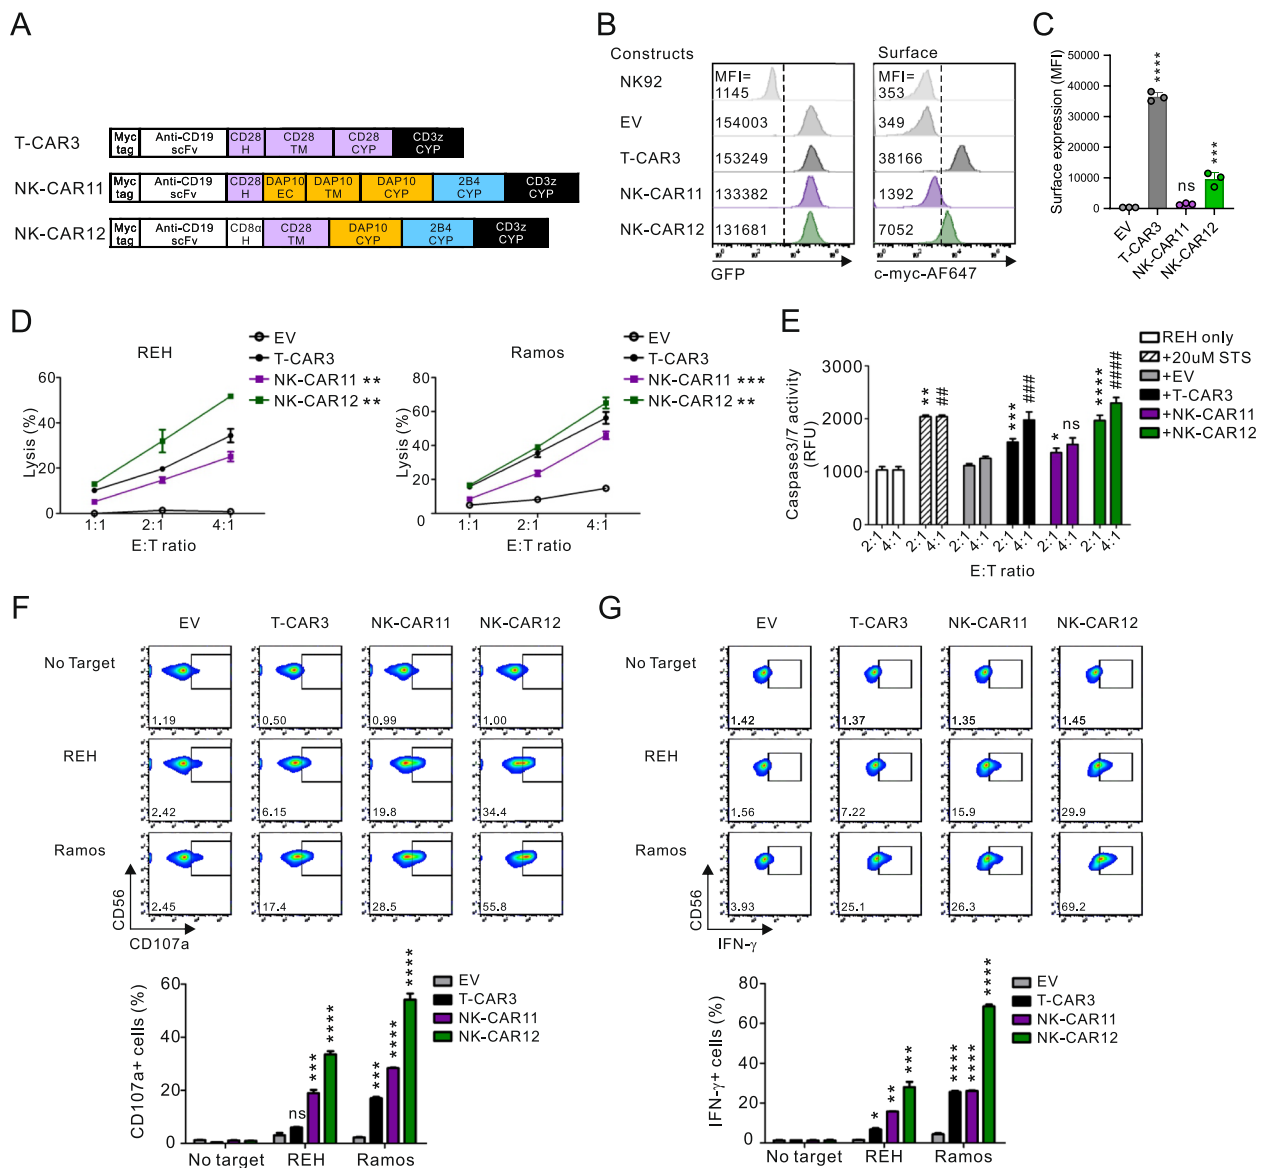 A
T-CAR3
Myc tag
Anti-CD19 scFv
CD28 H
CD28 TM
CD28 CYP
CD3z CYP
NK-CAR11
Myc tag
Anti-CD19 scFv
CD28 H
DAP10 EC
DAP10 TM
DAP10 CYP
2B4 CYP
CD3z CYP
NK-CAR12
Myc tag
Anti-CD19 scFv
CD8α H
CD28 TM
DAP10 CYP
2B4 CYP
CD3z CYP
B
Constructs
Surface
NK92
MFI= 1145
MFI= 353
EV
154003
349
T-CAR3
153249
38166
NK-CAR11
133382
1392
NK-CAR12
131681
7052
GFP
c-myc-AF647
C
Surface expression (MFI)
50000
40000
30000
20000
10000
0
****
ns
***
EV
T-CAR3
NK-CAR11
NK-CAR12
D
REH
Lysis (%)
60
40
20
0
1:1
2:1
4:1
E:T ratio
EV
T-CAR3
NK-CAR11 **
NK-CAR12 **
Ramos
Lysis (%)
80
60
40
20
0
1:1
2:1
4:1
E:T ratio
EV
T-CAR3
NK-CAR11 ***
NK-CAR12 **
E
Caspase3/7 activity (RFU)
3000
2000
1000
0
**
##
***
###
*
ns
****
####
2:1
4:1
2:1
4:1
2:1
4:1
2:1
4:1
2:1
4:1
2:1
4:1
E:T ratio
REH only
+20uM STS
+EV
+T-CAR3
+NK-CAR11
+NK-CAR12
F
EV
T-CAR3
NK-CAR11
NK-CAR12
No Target
1.19
0.50
0.99
1.00
REH
2.42
6.15
19.8
34.4
Ramos
2.45
17.4
28.5
55.8
CD56
CD107a
CD107a+ cells (%)
60
40
20
0
ns
***
****
***
****
****
No target
REH
Ramos
EV
T-CAR3
NK-CAR11
NK-CAR12
G
EV
T-CAR3
NK-CAR11
NK-CAR12
No Target
1.42
1.37
1.35
1.45
REH
1.56
7.22
15.9
29.9
Ramos
3.93
25.1
26.3
69.2
CD56
IFN-γ
IFN-γ+ cells (%)
80
60
40
20
0
*
**
***
****
****
****
No target
REH
Ramos
EV
T-CAR3
NK-CAR11
NK-CAR12